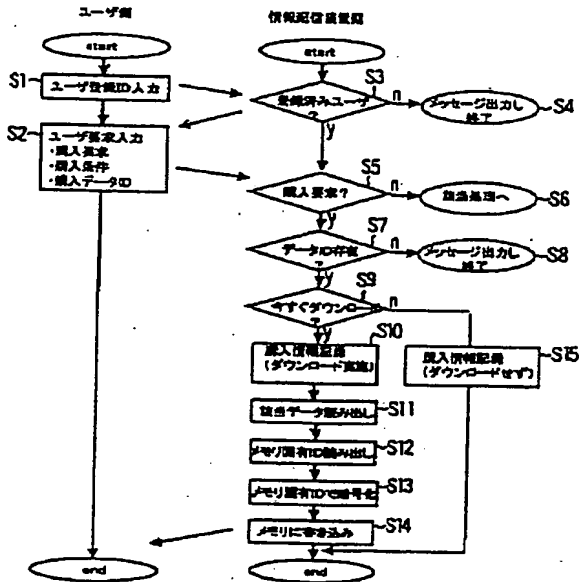 ユーザ側
情報配信装置側
start
start
S1
ユーザ登録ID入力
S3
登録済みユーザ
?
n
メッセージ出力し
終了
S4
y
S2
ユーザ要求入力
・購入要求
・購入条件
・購入データID
S5
購入要求?
n
該当処理へ
S6
y
S7
データID存在
?
n
メッセージ出力し
終了
S8
y
S9
今すぐダウンロード
?
n
y
S10
購入情報記録
(ダウンロード実施)
購入情報記録
(ダウンロードせず)
S15
該当データ読み出し
S11
メモリ固有ID読み出し
S12
メモリ固有IDで暗号化
S13
メモリに書き込み
S14
end
end